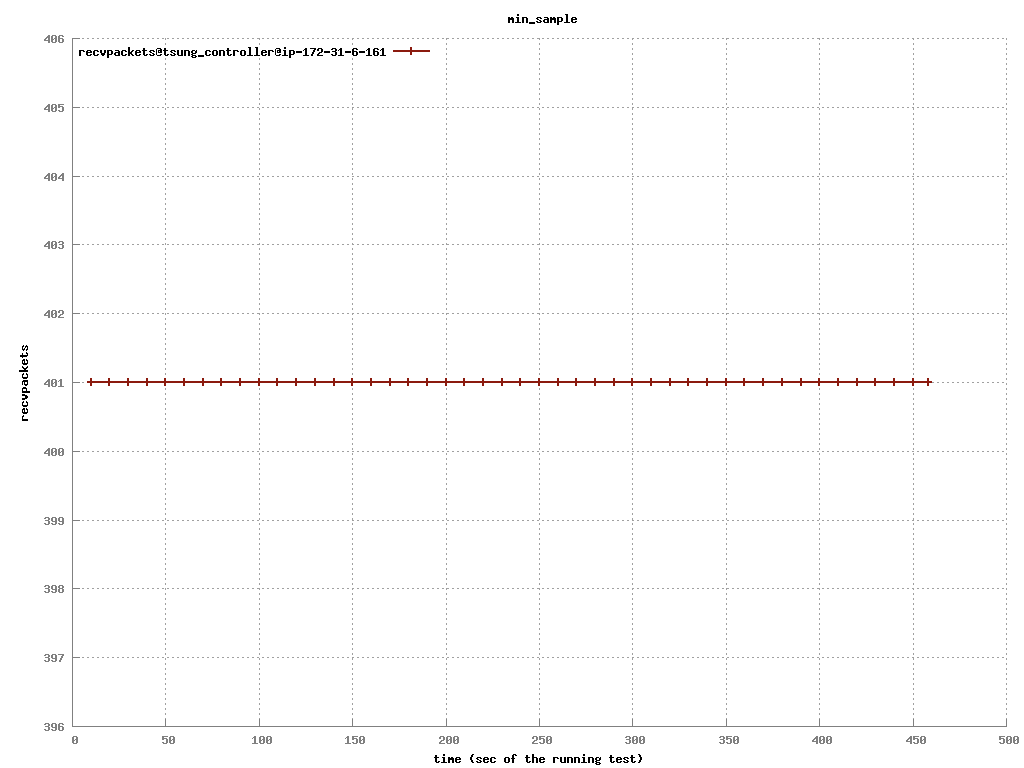 min_sample
recvpackets@tsung_controller@ip-172-31-6-161
406
405
404
403
402
401
400
399
398
397
396
recvpackets
0 50 100 150 200 250 300 350 400 450 500
time (sec of the running test)